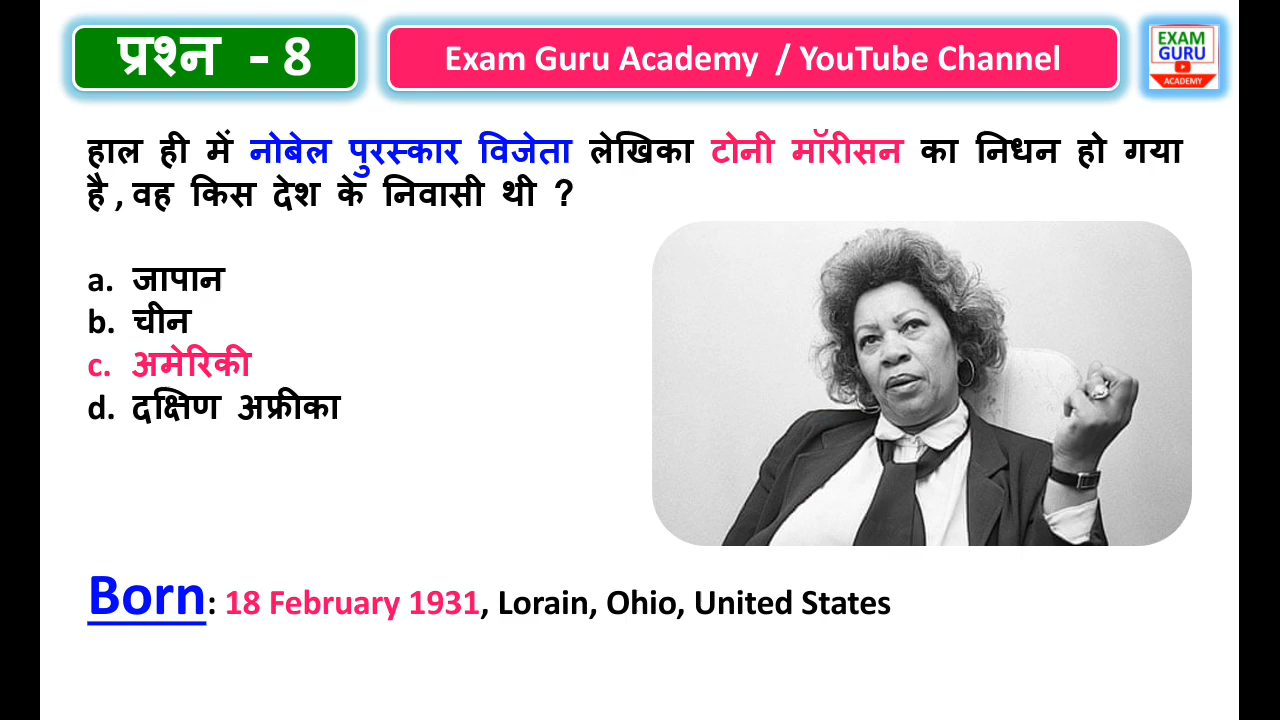 प्रश्न - 8
Exam Guru Academy / YouTube Channel
EXAM
GURU
ACADEMY
हाल ही में नोबेल पुरस्कार विजेता लेखिका टोनी मॉरीसन का निधन हो गया
है , वह किस देश के निवासी थी ?
a. जापान
b. चीन
c. अमेरिकी
d. दक्षिण अफ्रीका
Born: 18 February 1931, Lorain, Ohio, United States